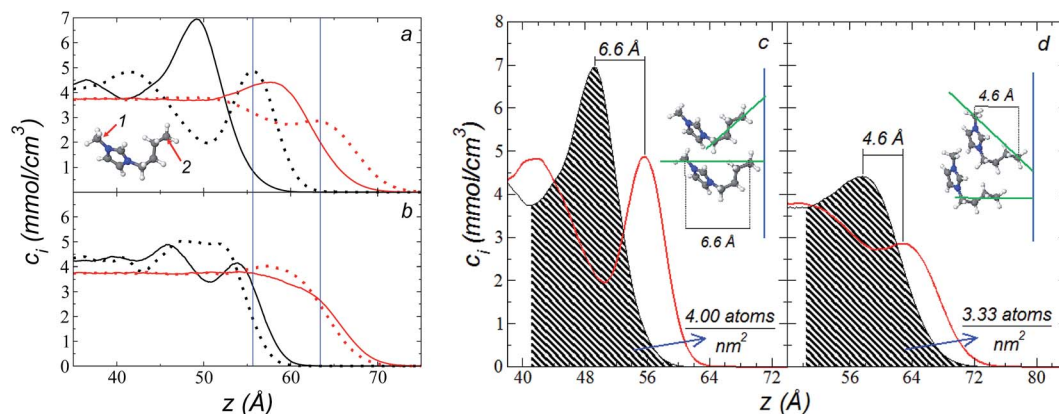 7
6
5
4
3
2
1
a
1
2
6
5
4
3
2
1
0
b
40 50 60 70
c_i (mmol/cm³)
z (Å)
8
7
6
5
4
3
2
1
0
c_i (mmol/cm³)
c
6.6 Å
6.6 Å
4.00 atoms
nm²
40 48 56 64 72
d
4.6 Å
4.6 Å
3.33 atoms
nm²
56 64 72 80
z (Å)